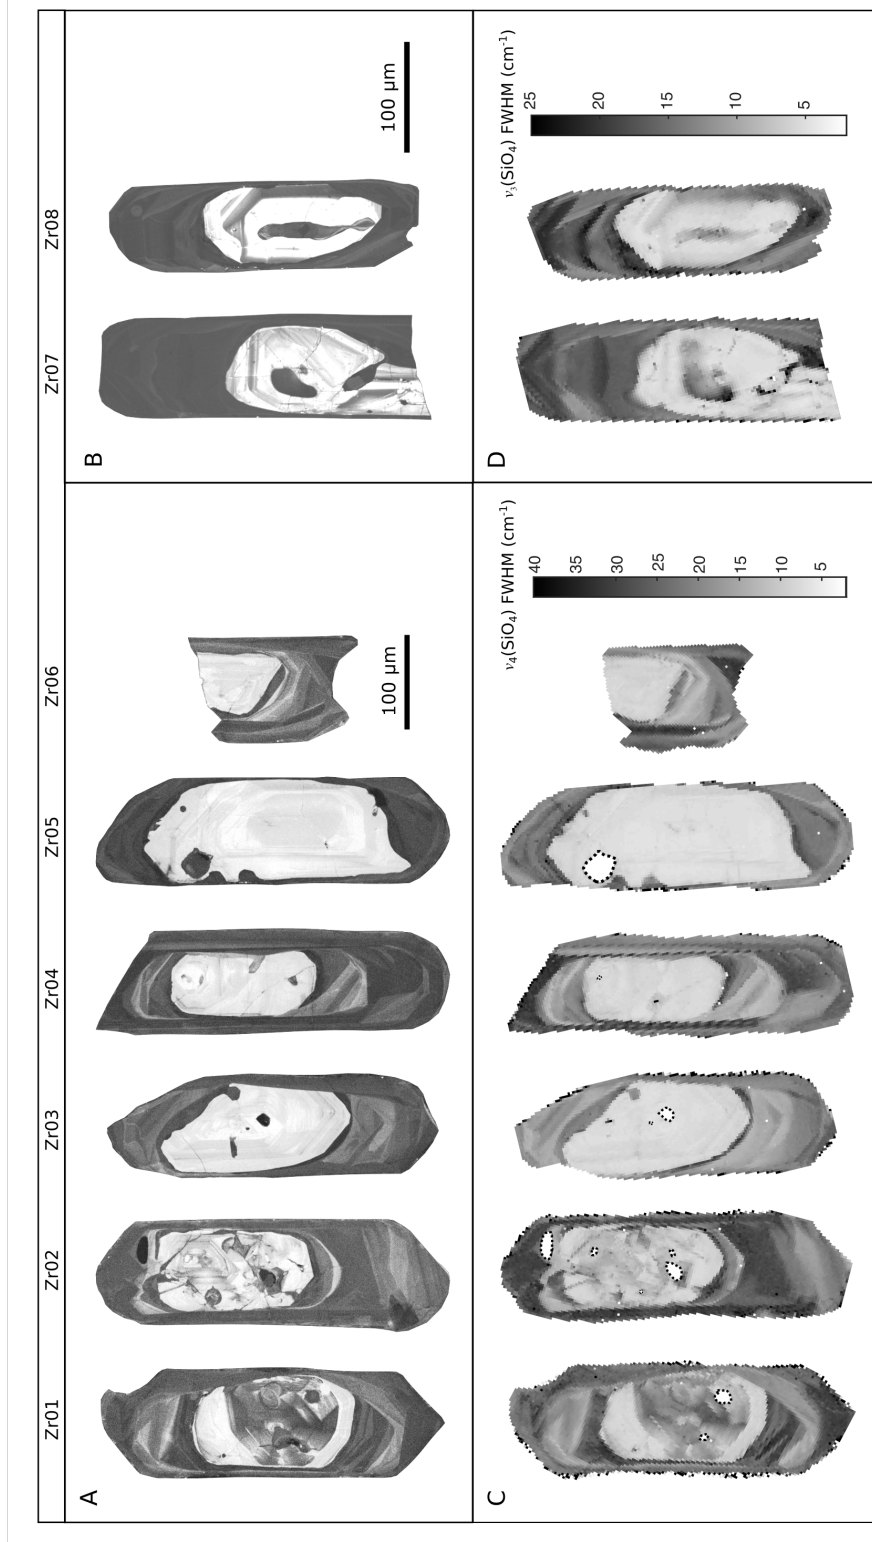 Zr01 Zr02 Zr03 Zr04 Zr05 Zr06 Zr07 Zr08
A
100 µm
B
100 µm
C
ν₄(SiO₄) FWHM (cm⁻¹)
40
35
30
25
20
15
10
5
D
ν₃(SiO₄) FWHM (cm⁻¹)
25
20
15
10
5